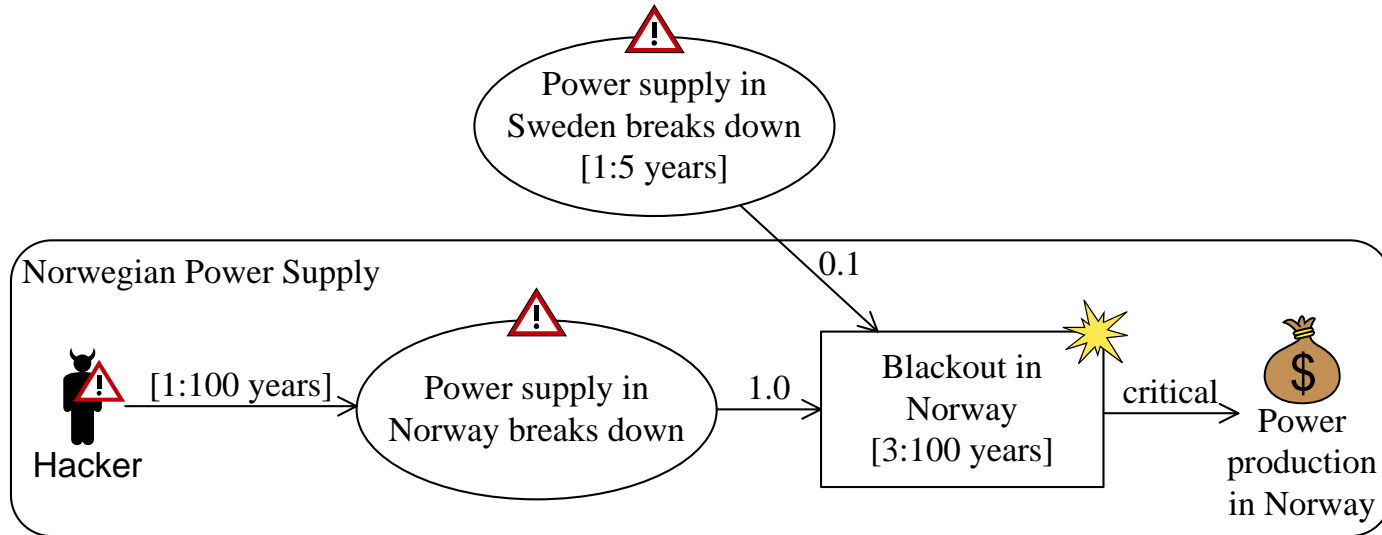 Power supply in
Sweden breaks down
[1:5 years]
0.1
Norwegian Power Supply
Hacker
[1:100 years]
Power supply in
Norway breaks down
1.0
Blackout in
Norway
[3:100 years]
critical
$
Power
production
in Norway